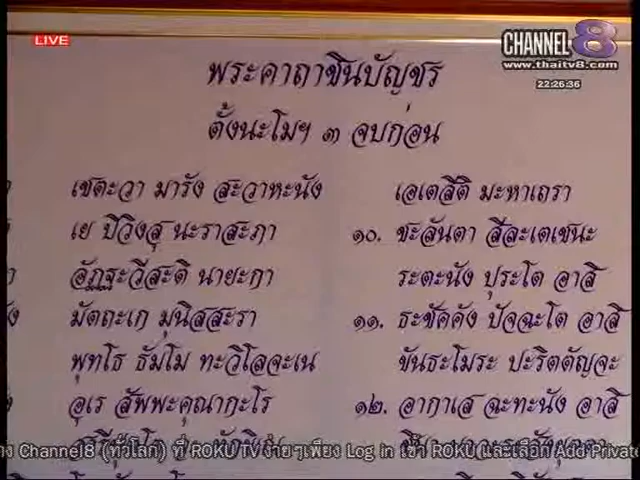 LIVE
CHANNEL 8
www.thaitv8.com
22:26:36
พระคาถาชินบัญชร
ตั้งนะโมฯ ๓ จบก่อน
เชตะวา มารัง สะวาหะนัง
เย ปิวิงสุ นะราสะภา
อัฏฐะวีสะติ นายะกา
มัตถะเก มุนิสสะรา
พุทโธ ธัมโม ทะวิโลจะเน
อุเร สัพพะคุณากะโร
เอเตสีติ มะหาเถรา
๑๐. ชะลันตา สีละเตเชนะ
ระตะนัง ปุระโต อาสิ
๑๑. ธะชัคคัง ปัจฉะโต อาสิ
ขันธะโมระ ปะริตตัญจะ
๑๒. อากาเส ฉะทะนัง อาสิ
าง Channel8 (ทั่วโลก) ที่ ROKU TV ง่ายๆเพียง Log in เข้า ROKU และเลือก Add Private